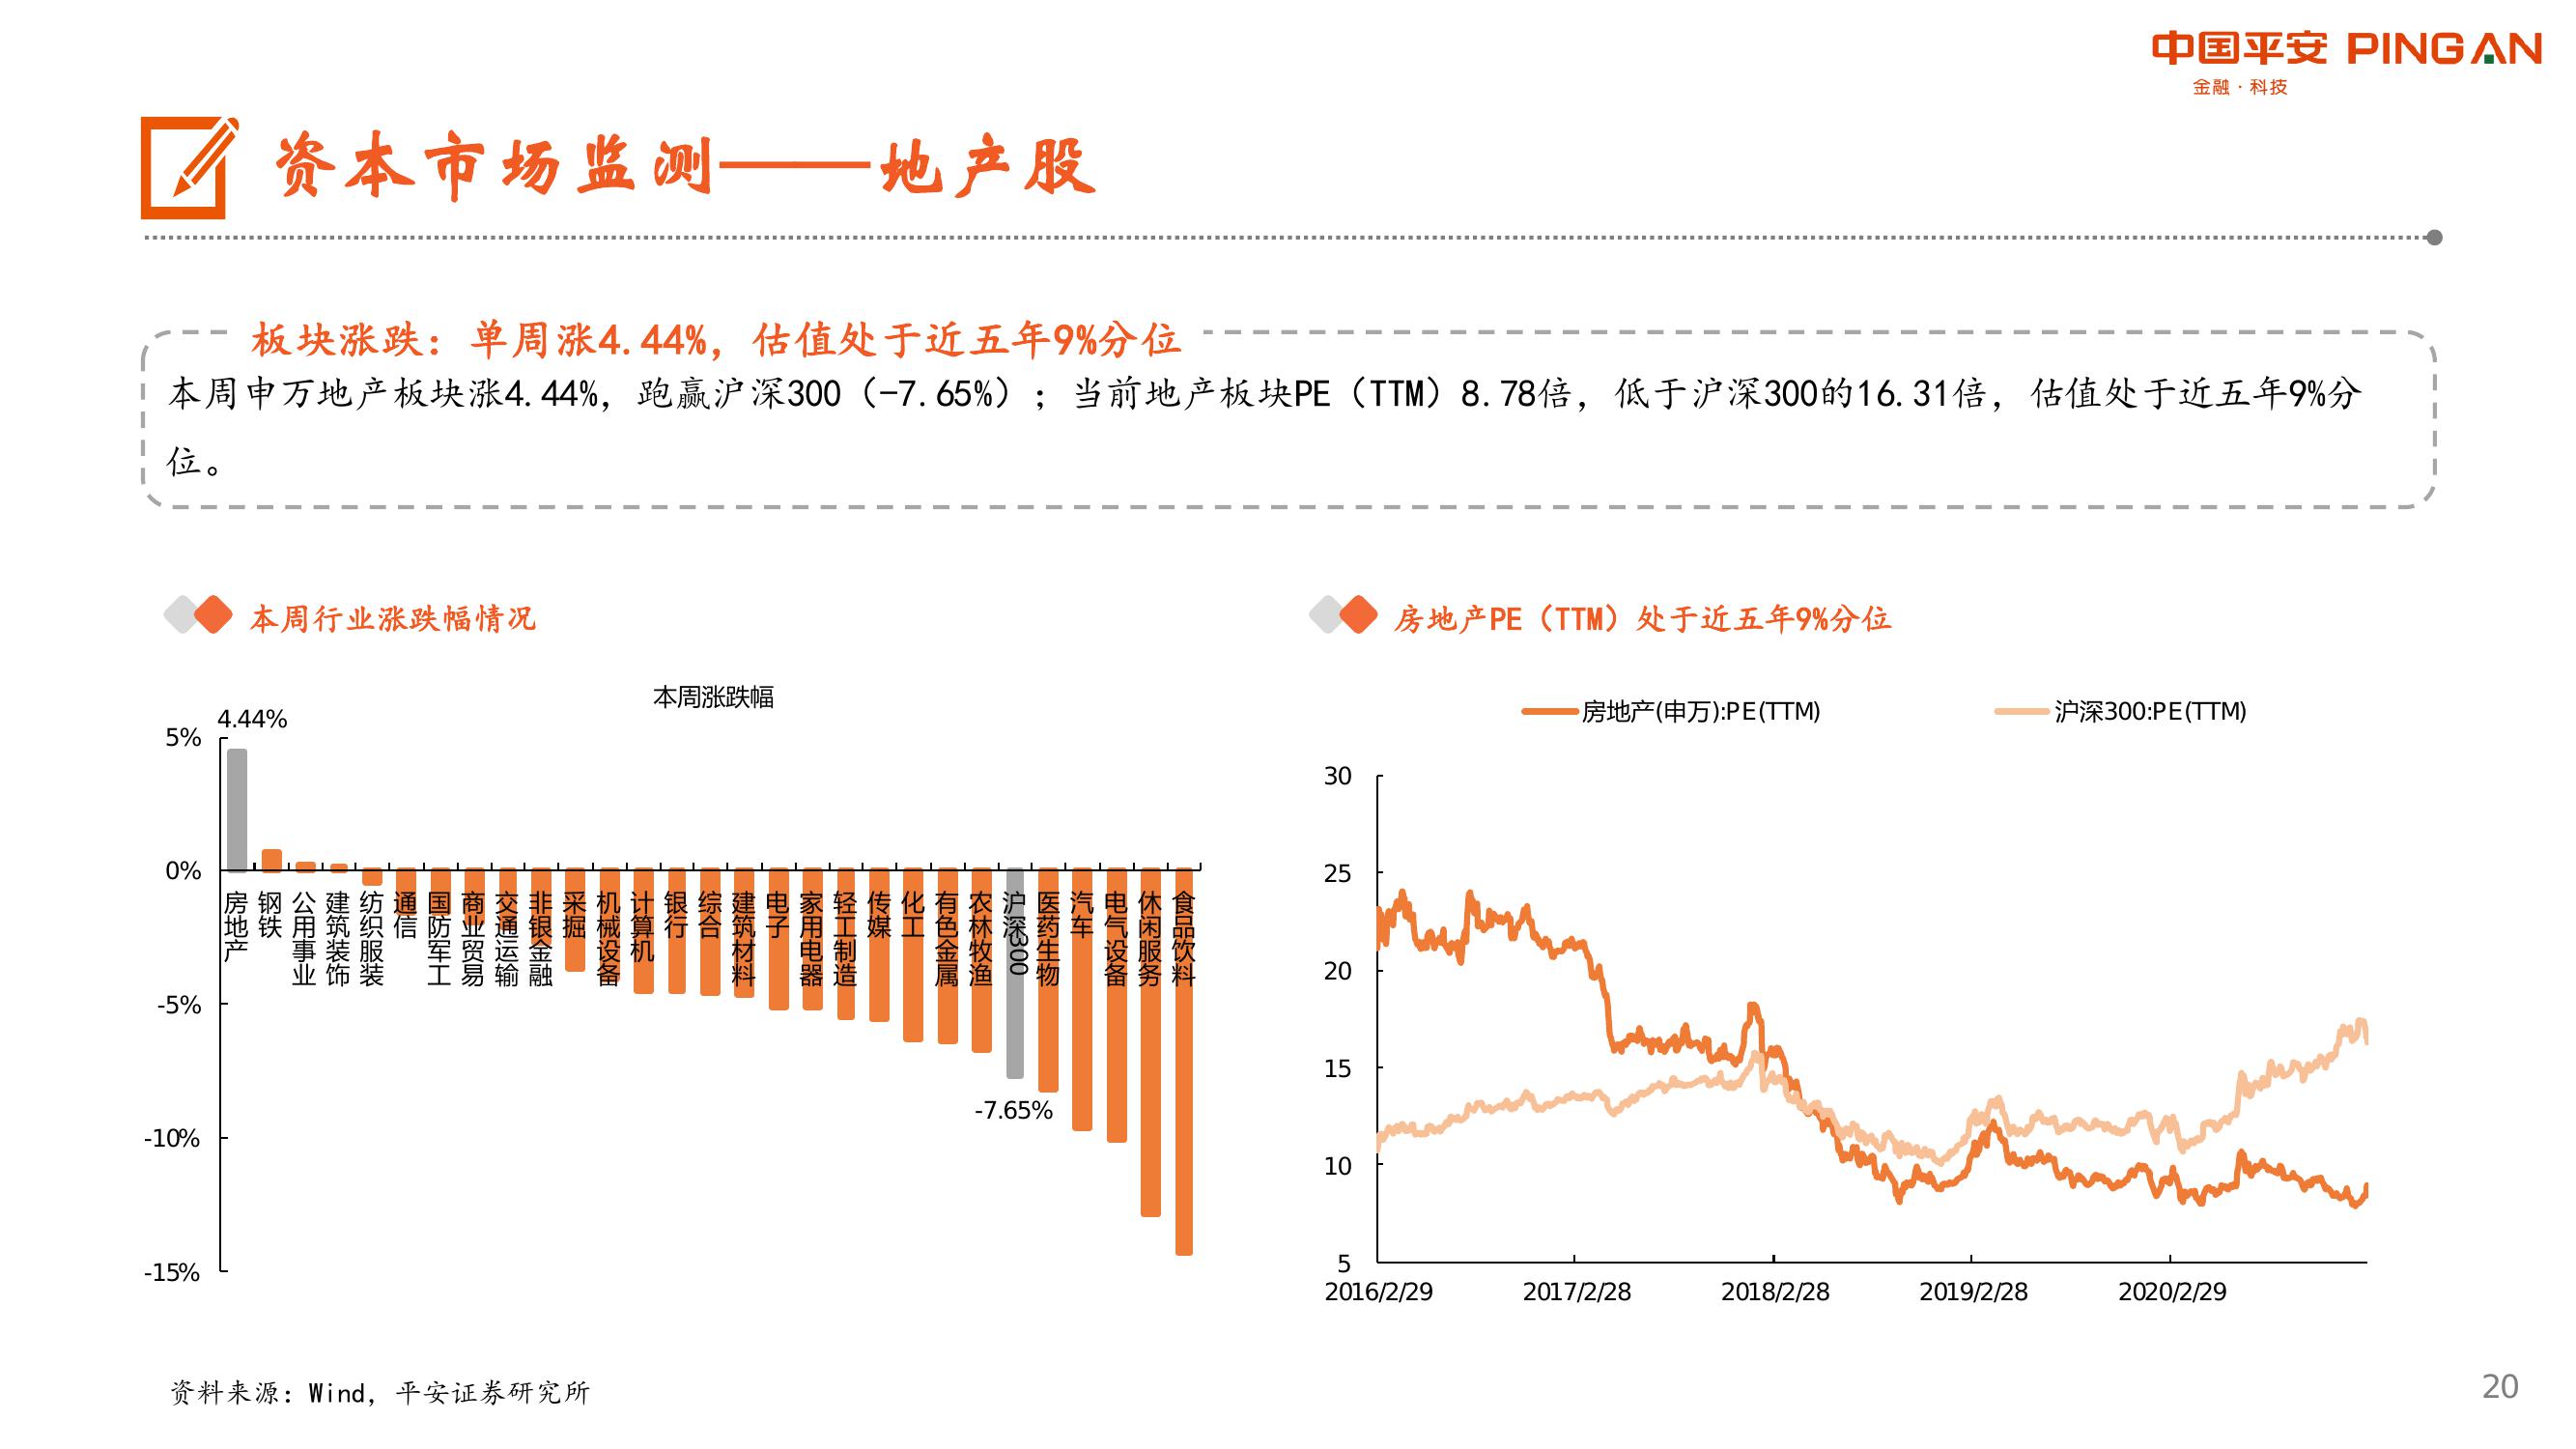 中国平安 PINGAN
金融·科技
资本市场监测——地产股
板块涨跌：单周涨4.44%，估值处于近五年9%分位
本周申万地产板块涨4.44%，跑赢沪深300（-7.65%）；当前地产板块PE（TTM）8.78倍，低于沪深300的16.31倍，估值处于近五年9%分
位。
本周行业涨跌幅情况
本周涨跌幅
4.44%
5%
0%
-5%
-10%
-15%
房地产
钢铁
公用事业
建筑装饰
纺织服装
通信
国防军工
商业贸易
交通运输
非银金融
采掘
机械设备
计算机
银行
综合
建筑材料
电子
家用电器
轻工制造
传媒
化工
有色金属
农林牧渔
沪深300
医药生物
汽车
电气设备
休闲服务
食品饮料
-7.65%
房地产PE（TTM）处于近五年9%分位
房地产(申万):PE(TTM)
沪深300:PE(TTM)
30
25
20
15
10
5
2016/2/29
2017/2/28
2018/2/28
2019/2/28
2020/2/29
资料来源：Wind，平安证券研究所
20